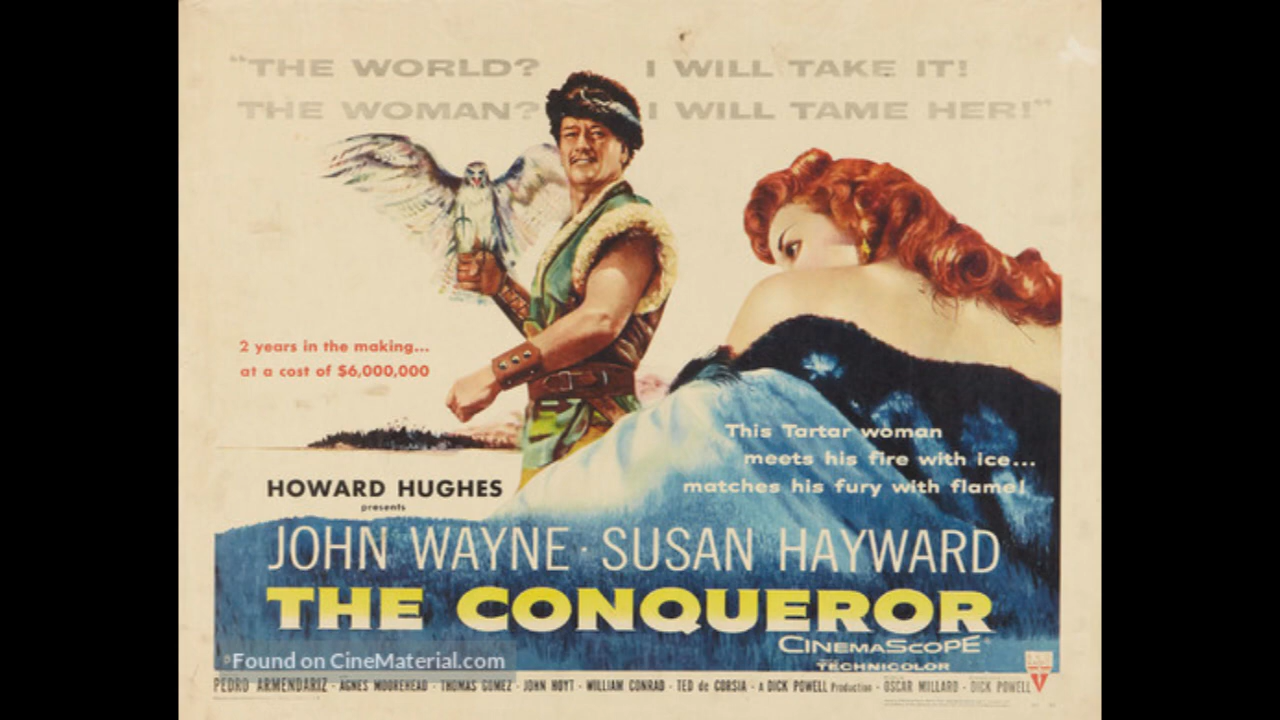 "THE WORLD? I WILL TAKE IT!
THE WOMAN? I WILL TAME HER!"
2 years in the making...
at a cost of $6,000,000
This Tartar woman
meets his fire with ice...
matches his fury with flame!
HOWARD HUGHES
presents
JOHN WAYNE · SUSAN HAYWARD
THE CONQUEROR
CINEMASCOPE
TECHNICOLOR
Found on CineMaterial.com
PEDRO ARMENDARIZ · AGNES MOOREHEAD · THOMAS GOMEZ · JOHN HOYT · WILLIAM CONRAD · TED de CORSIA · A DICK POWELL Production · OSCAR MILLARD · DICK POWELL